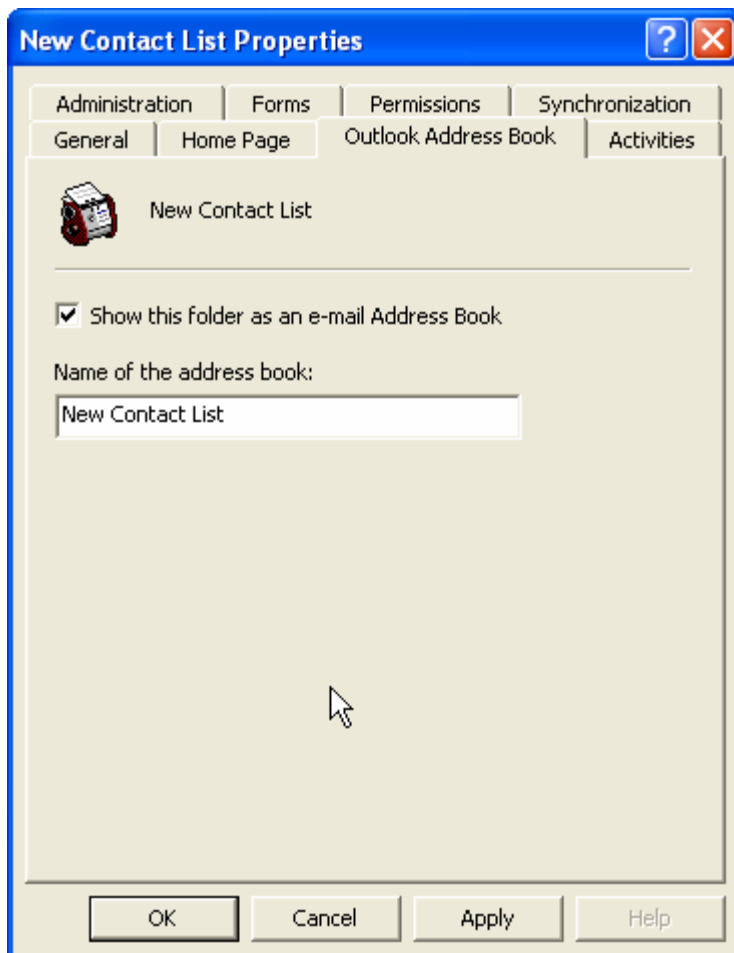 New Contact List Properties
Administration Forms Permissions Synchronization
General Home Page Outlook Address Book Activities
New Contact List
Show this folder as an e-mail Address Book
Name of the address book:
New Contact List
OK Cancel Apply Help